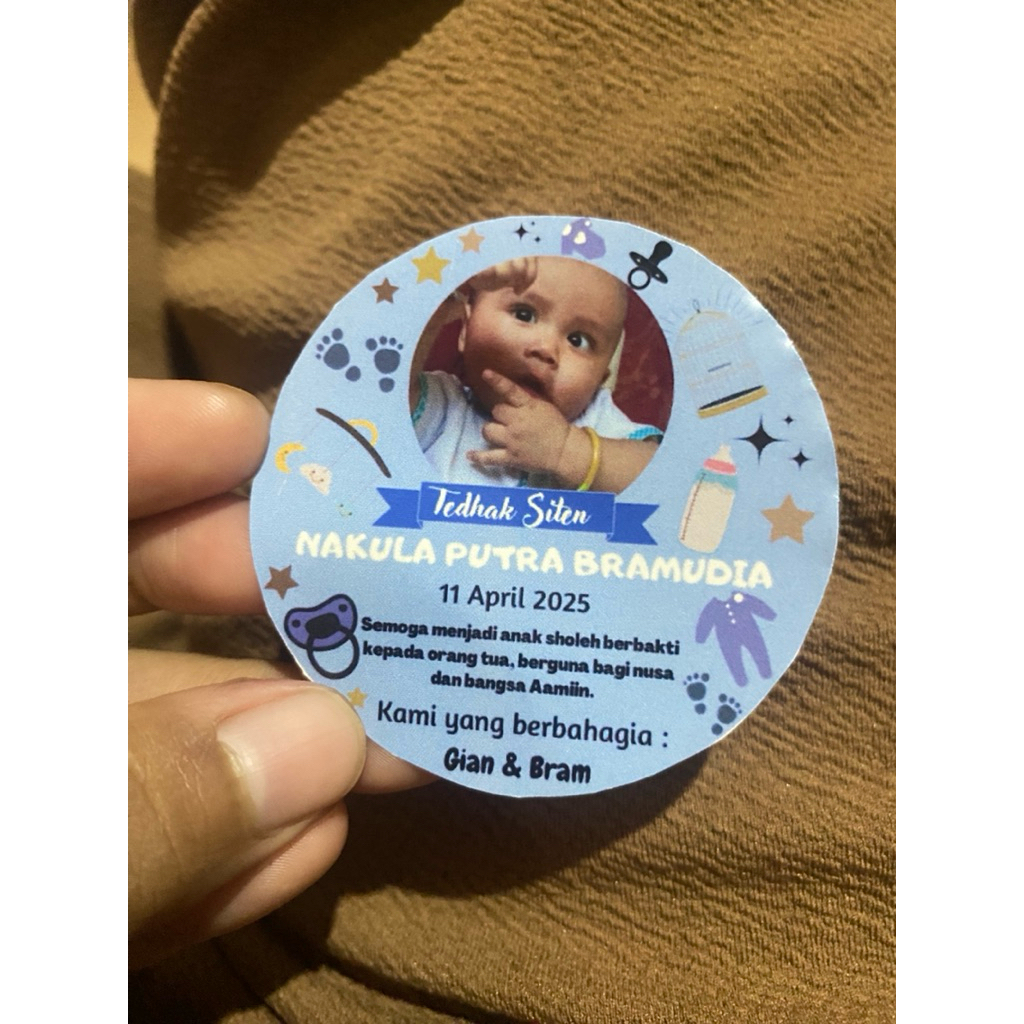 Tedhak Siten
NAKULA PUTRA BRAMUDIA
11 April 2025
Semoga menjadi anak sholeh berbakti
kepada orang tua, berguna bagi nusa
dan bangsa Aamiin.
Kami yang berbahagia :
Gian & Bram